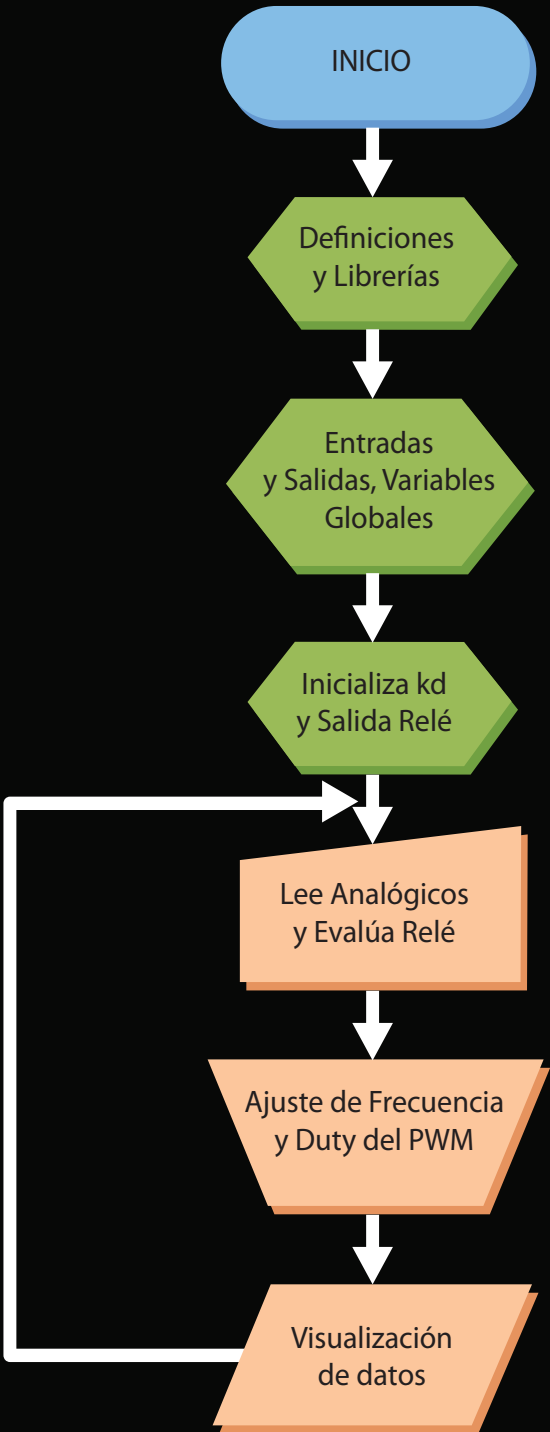 INICIO
Definiciones
y Librerías
Entradas
y Salidas, Variables
Globales
Inicializa kd
y Salida Relé
Lee Analógicos
y Evalúa Relé
Ajuste de Frecuencia
y Duty del PWM
Visualización
de datos